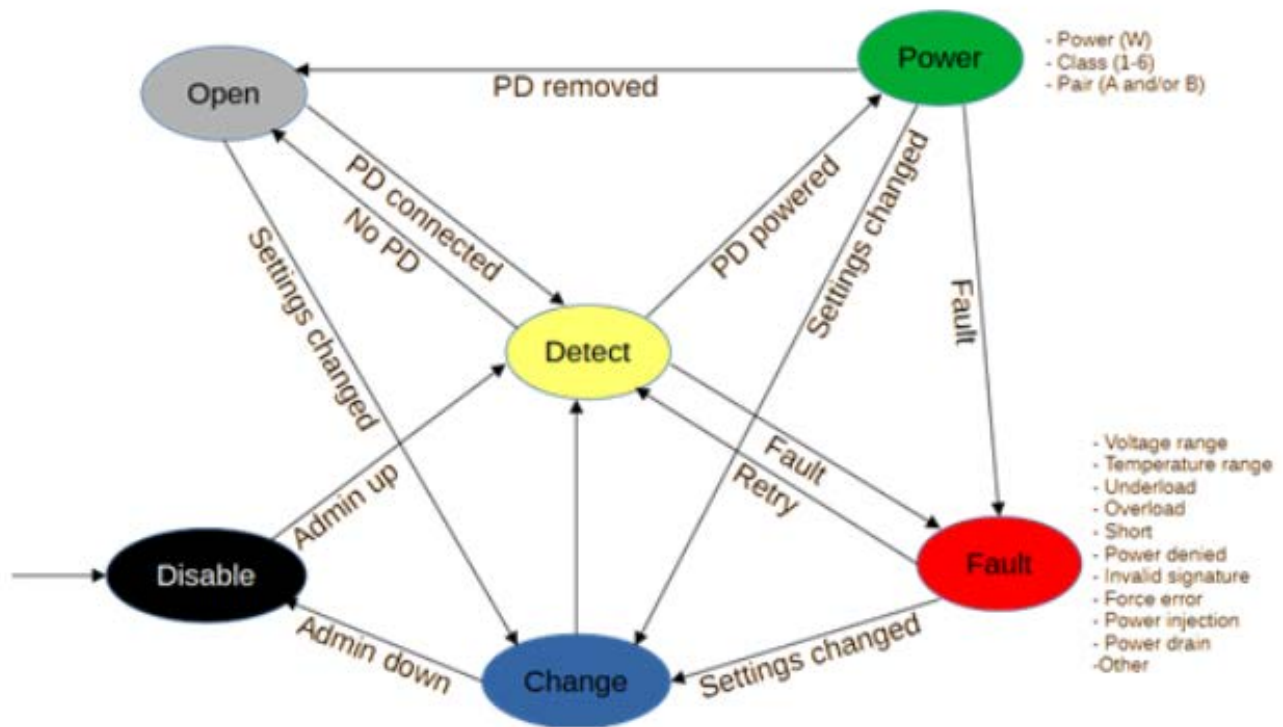 Open
Power
- Power (W)
- Class (1-6)
- Pair (A and/or B)
PD removed
PD connected
No PD
PD powered
Settings changed
Settings changed
Fault
Detect
Admin up
Fault
Retry
Disable
Fault
- Voltage range
- Temperature range
- Underload
- Overload
- Short
- Power denied
- Invalid signature
- Force error
- Power injection
- Power drain
-Other
Admin down
Change
Settings changed